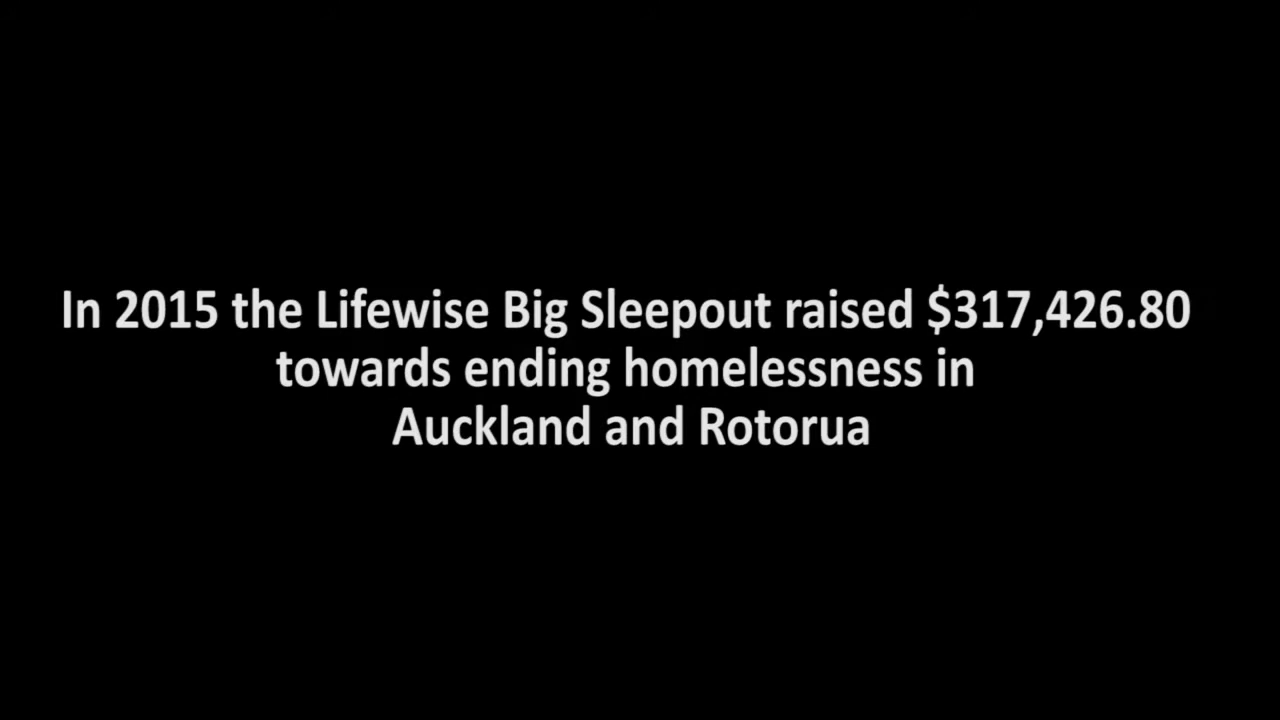 In 2015 the Lifewise Big Sleepout raised $317,426.80
towards ending homelessness in
Auckland and Rotorua